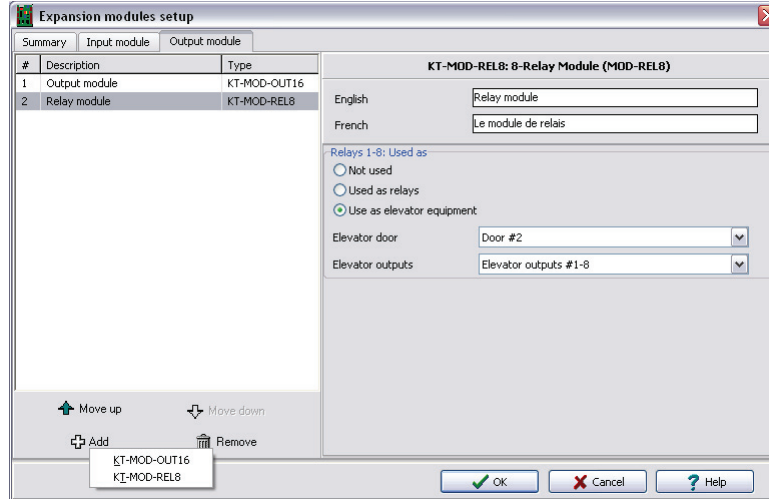 Expansion modules setup
Summary Input module Output module
# Description Type
1 Output module KT-MOD-OUT16
2 Relay module KT-MOD-REL8
KT-MOD-REL8: 8-Relay Module (MOD-REL8)
English Relay module
French Le module de relais
Relays 1-8: Used as
Not used
Used as relays
Use as elevator equipment
Elevator door Door #2
Elevator outputs Elevator outputs #1-8
Move up Move down
Add Remove
KT-MOD-OUT16
KT-MOD-REL8
OK Cancel ? Help